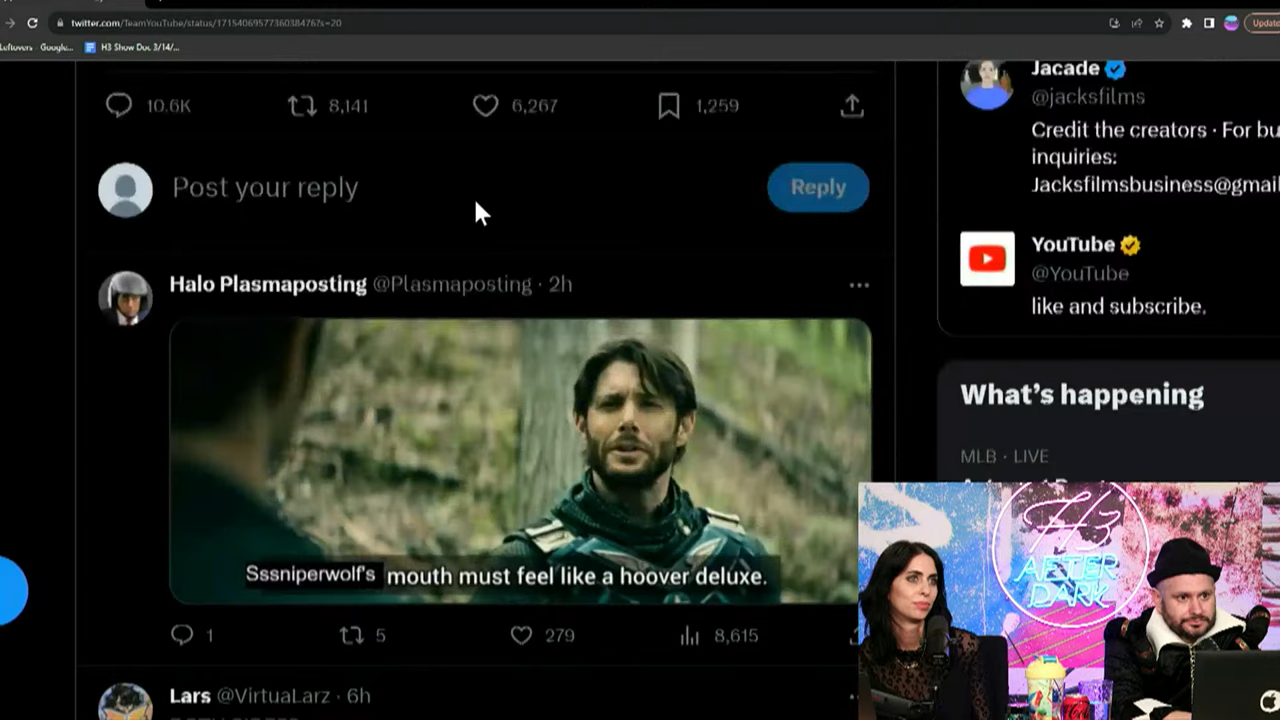 twitter.com/TeamYouTube/status/1715406957736038476?s=20
Update
Leftovers - Google...
H3 Show Doc 3/14/...
10.6K
8,141
6,267
1,259
Post your reply
Reply
Halo Plasmaposting @Plasmaposting · 2h
Sssniperwolf's mouth must feel like a hoover deluxe.
1
5
279
8,615
Lars @VirtuaLarz · 6h
Jacade
@jacksfilms
Credit the creators · For bu
inquiries:
Jacksfilmsbusiness@gmail
YouTube
@YouTube
like and subscribe.
What's happening
MLB · LIVE
H3
AFTER
DARK